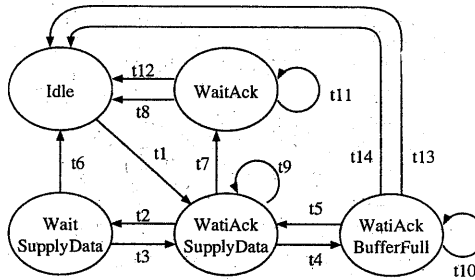 t12
Idle
WaitAck
t11
t8
t1
t7
t9
t14
t13
t6
Wait
SupplyData
t2
t3
WatiAck
SupplyData
t5
t4
WatiAck
BufferFull
t10